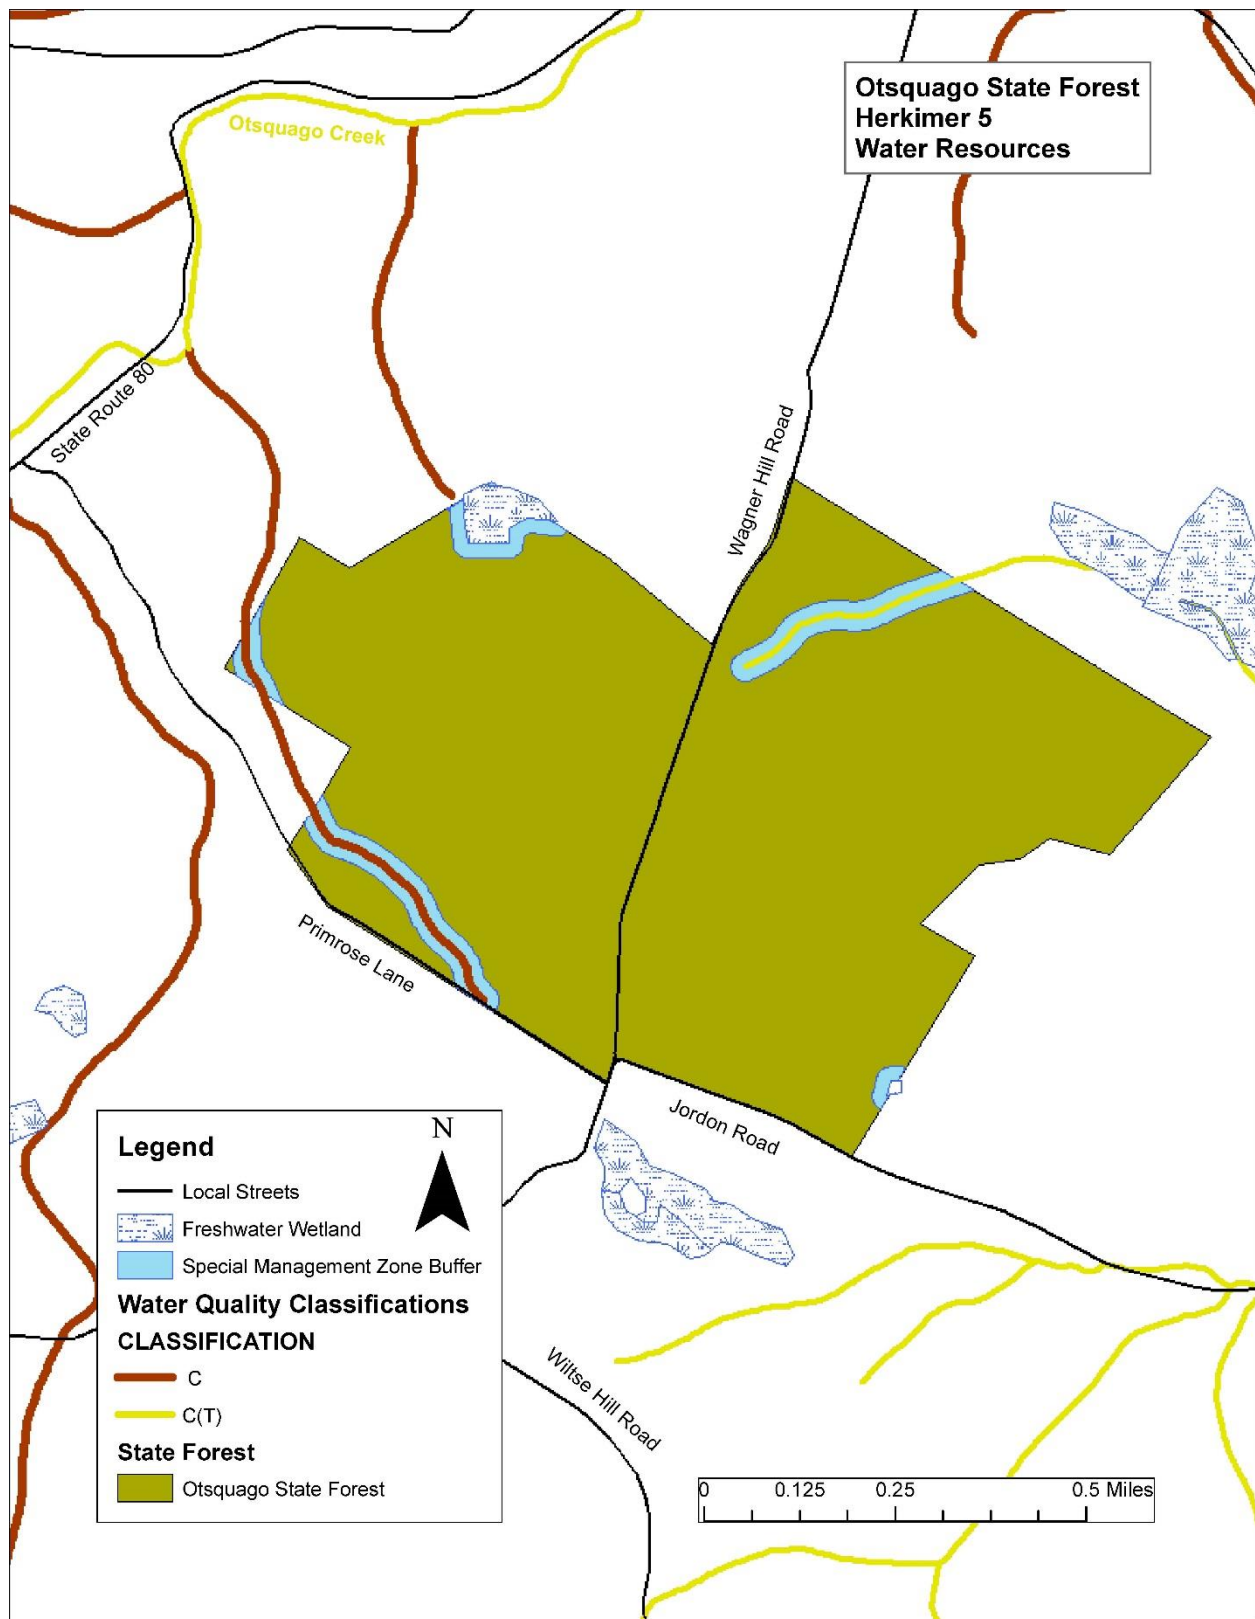 Otsquago State Forest
Herkimer 5
Water Resources
Otsquago Creek
State Route 80
Wagner Hill Road
Primrose Lane
Jordon Road
Wiltse Hill Road
Legend
N
Local Streets
Freshwater Wetland
Special Management Zone Buffer
Water Quality Classifications
CLASSIFICATION
C
C(T)
State Forest
Otsquago State Forest
0 0.125 0.25 0.5 Miles